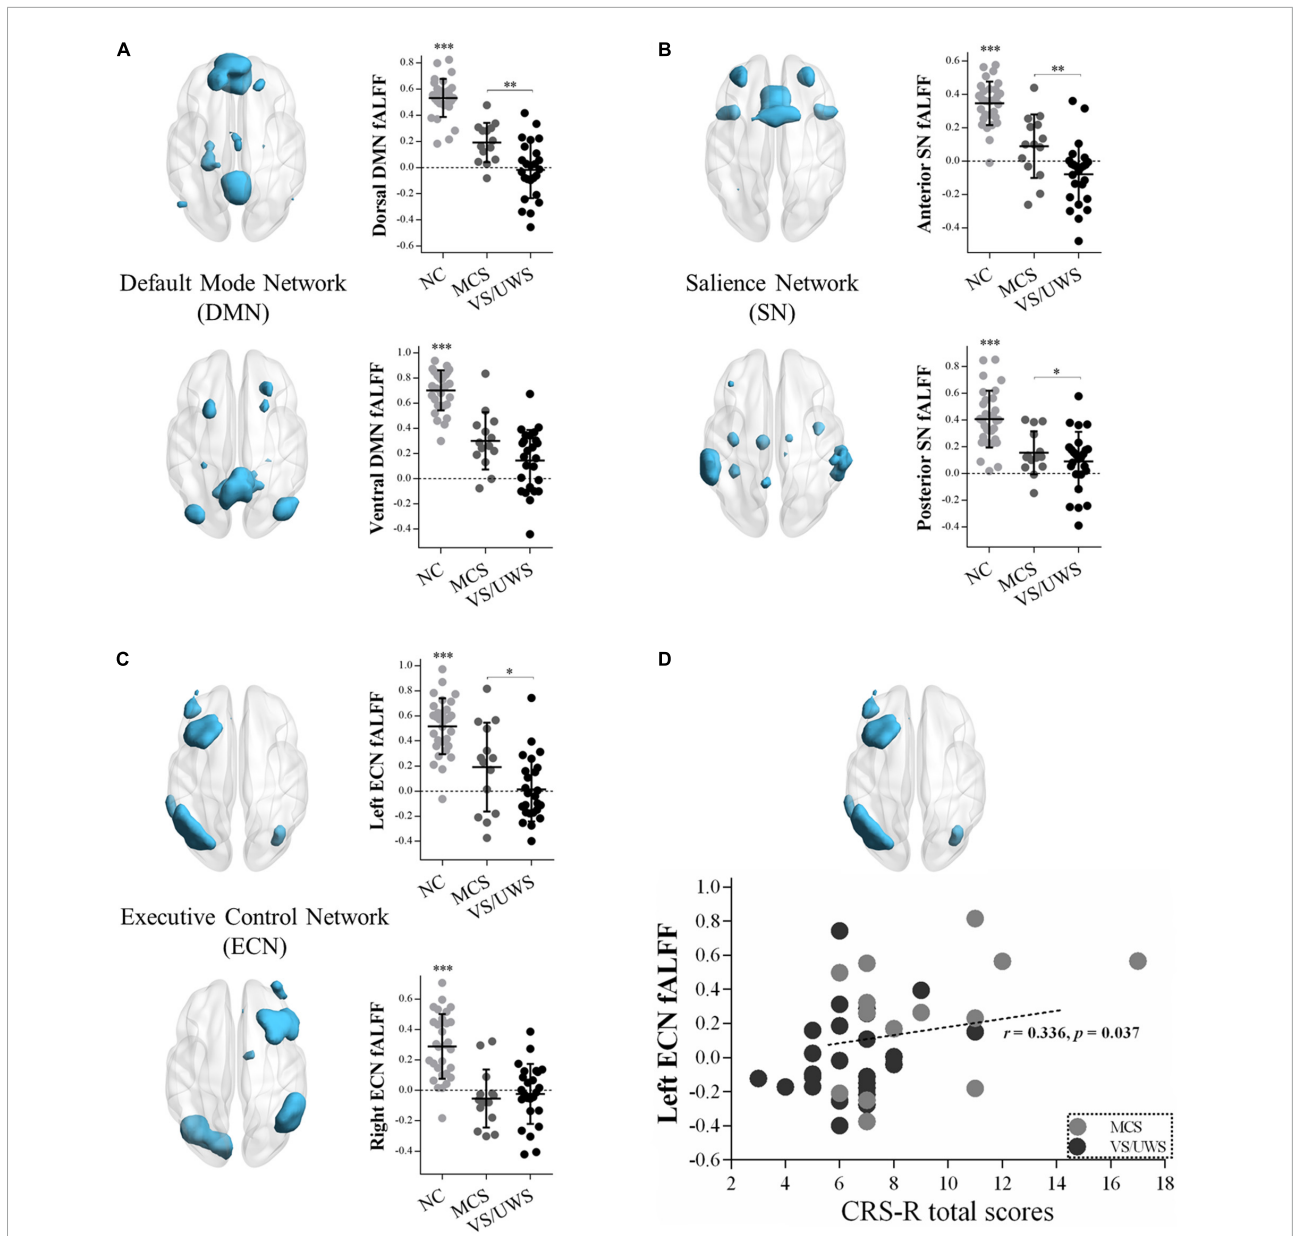 A
***
**
0.8
0.6
0.4
0.2
0.0
-0.2
-0.4
-0.6
Dorsal DMN fALFF
NC
MCS
VS/UWS
Default Mode Network
(DMN)
***
1.0
0.8
0.6
0.4
0.2
0.0
-0.2
-0.4
Ventral DMN fALFF
NC
MCS
VS/UWS
B
***
**
0.6
0.4
0.2
0.0
-0.2
-0.4
Anterior SN fALFF
NC
MCS
VS/UWS
Salience Network
(SN)
***
*
0.8
0.6
0.4
0.2
0.0
-0.2
-0.4
Posterior SN fALFF
NC
MCS
VS/UWS
C
***
*
1.0
0.8
0.6
0.4
0.2
0.0
-0.2
-0.4
Left ECN fALFF
NC
MCS
VS/UWS
Executive Control Network
(ECN)
***
0.6
0.4
0.2
0.0
-0.2
-0.4
Right ECN fALFF
NC
MCS
VS/UWS
D
1.0
0.8
0.6
0.4
0.2
0.0
-0.2
-0.4
-0.6
Left ECN fALFF
r = 0.336, p = 0.037
MCS
VS/UWS
2 4 6 8 10 12 14 16 18
CRS-R total scores